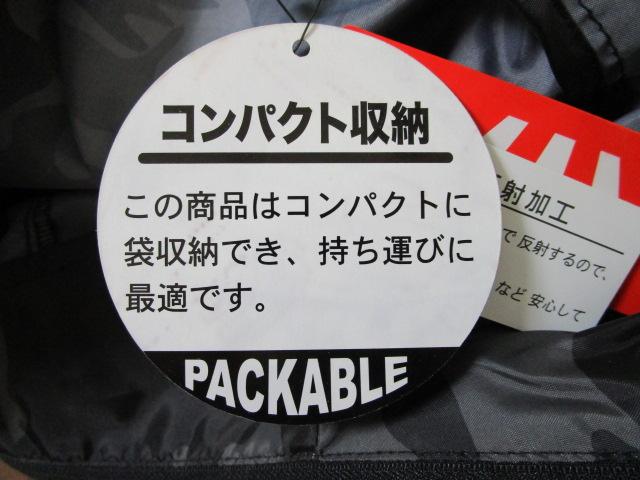 コンパクト収納
この商品はコンパクトに
袋収納でき、持ち運びに
最適です。
PACKABLE
射加工
で反射するので、
など安心して